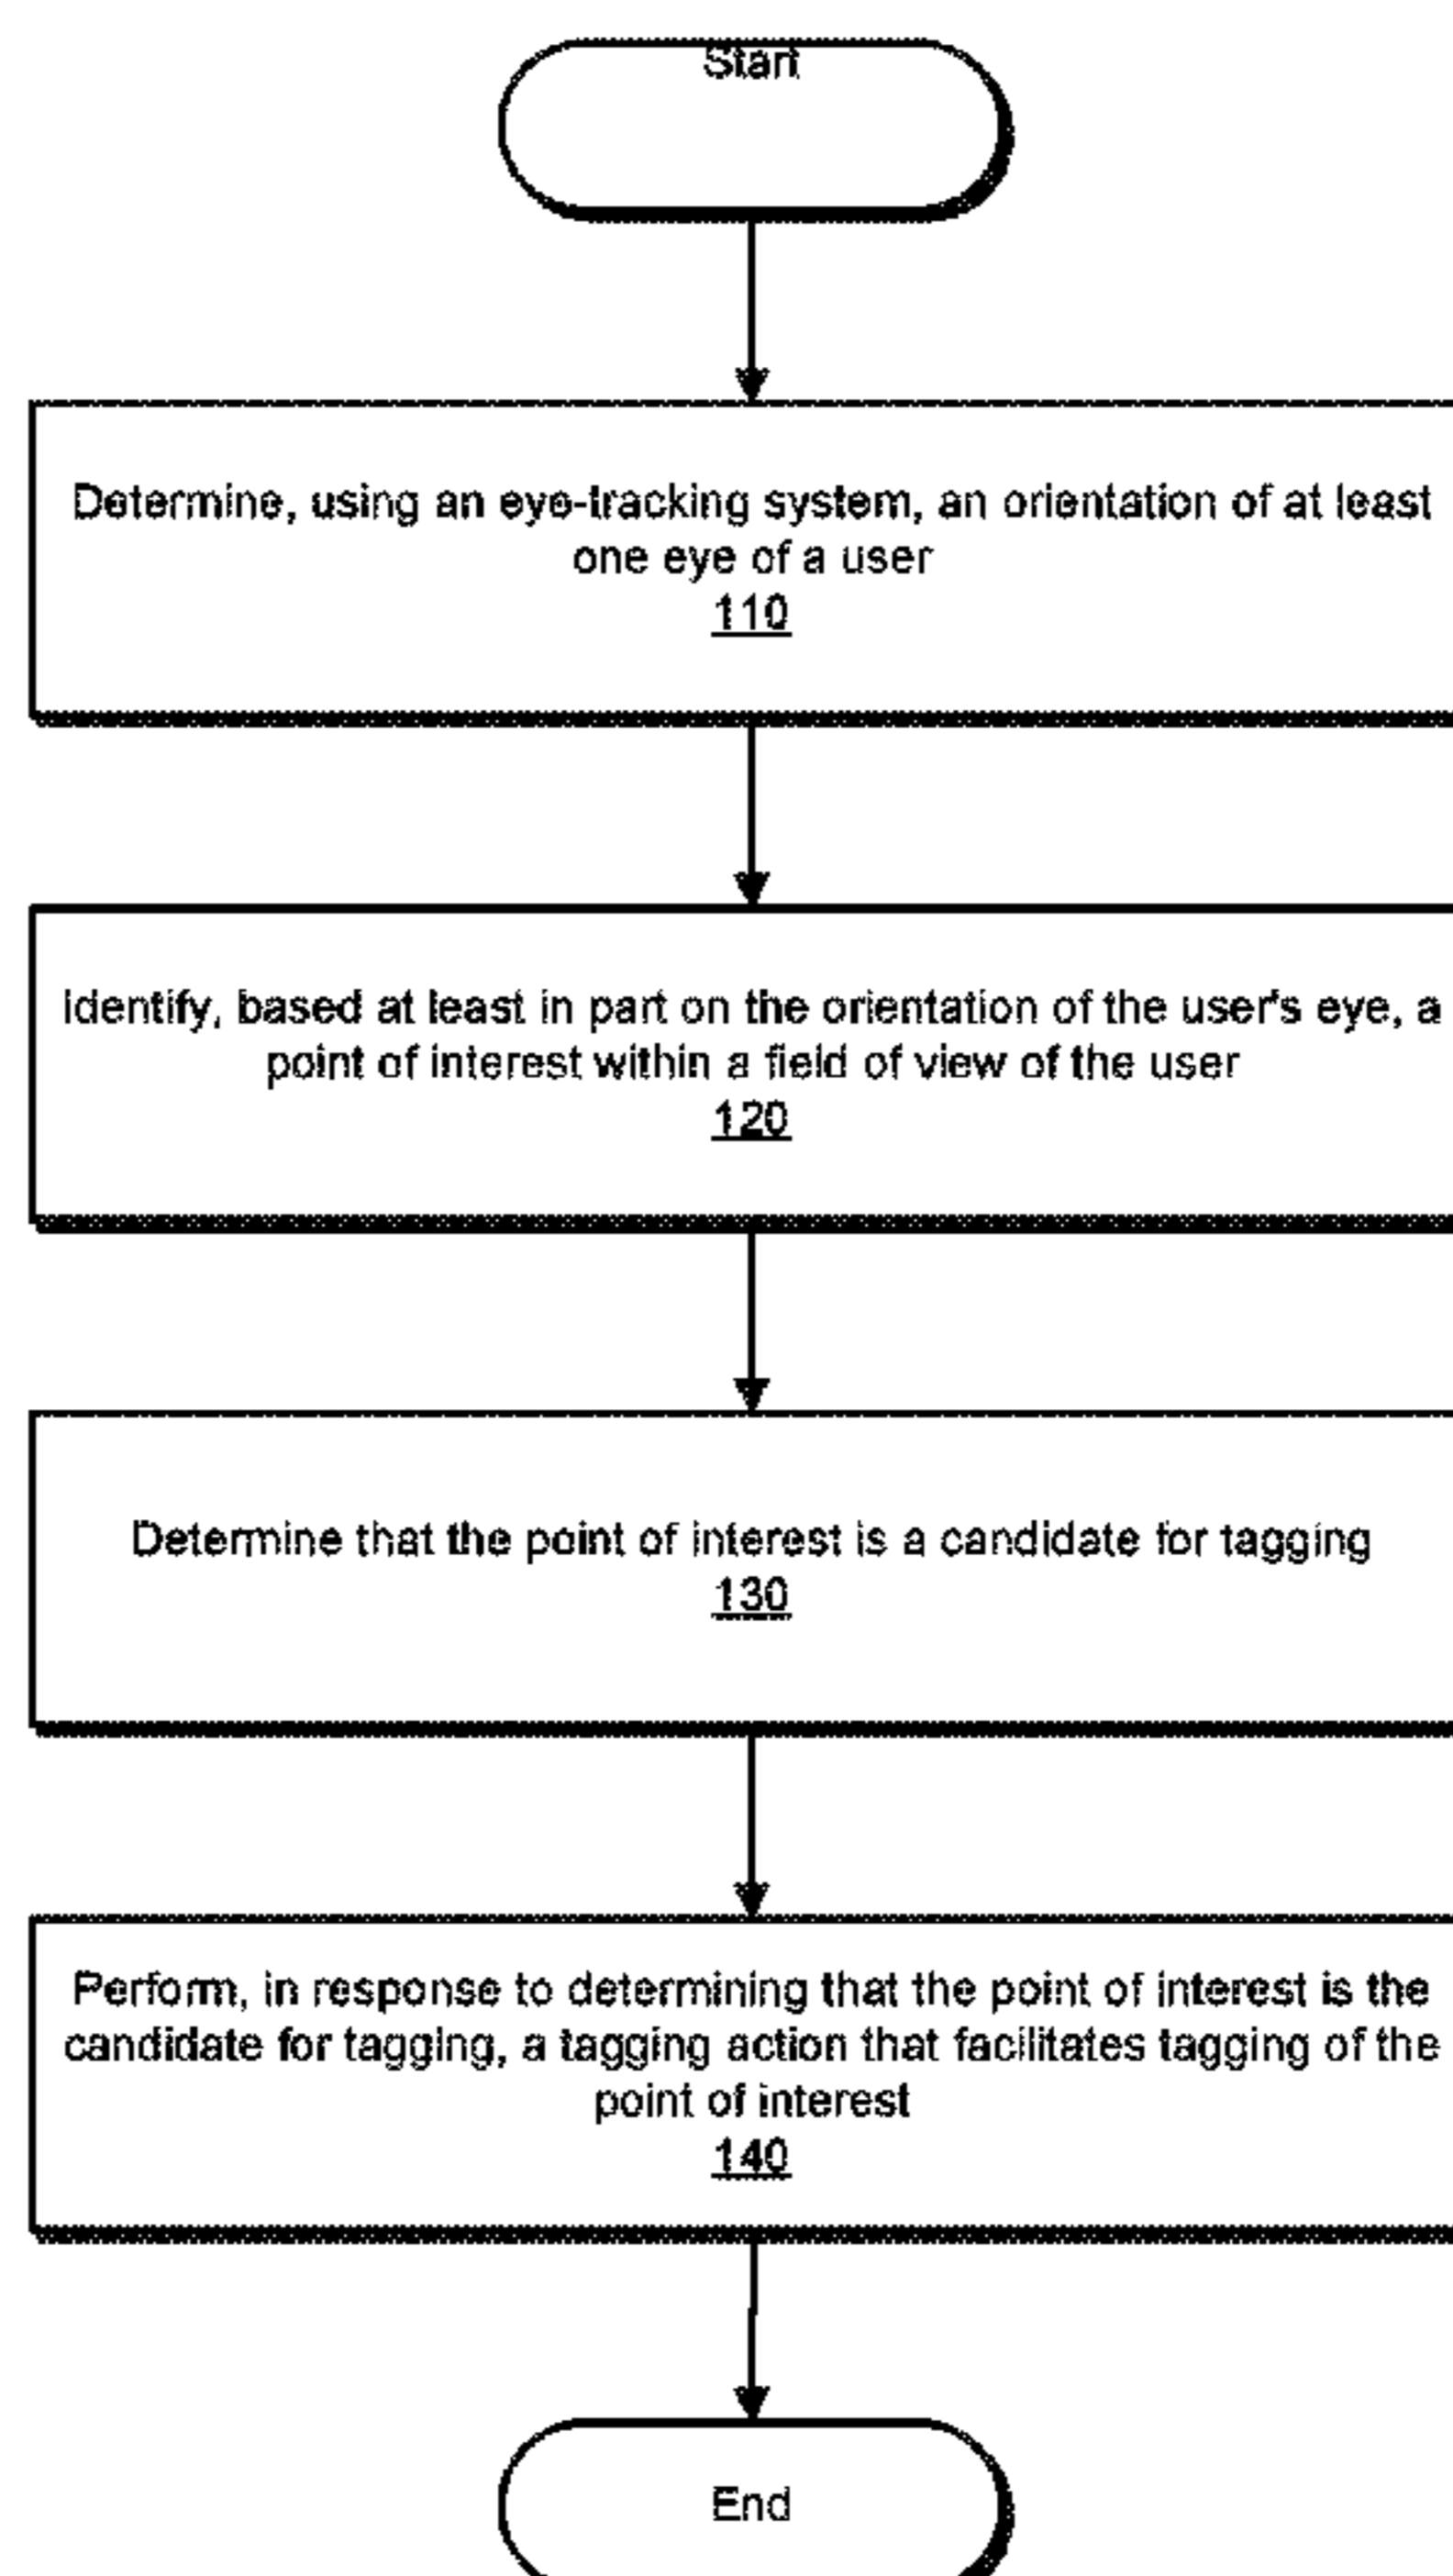 Start
Determine, using an eye-tracking system, an orientation of at least
one eye of a user
110
Identify, based at least in part on the orientation of the user's eye, a
point of interest within a field of view of the user
120
Determine that the point of interest is a candidate for tagging
130
Perform, in response to determining that the point of interest is the
candidate for tagging, a tagging action that facilitates tagging of the
point of interest
140
End